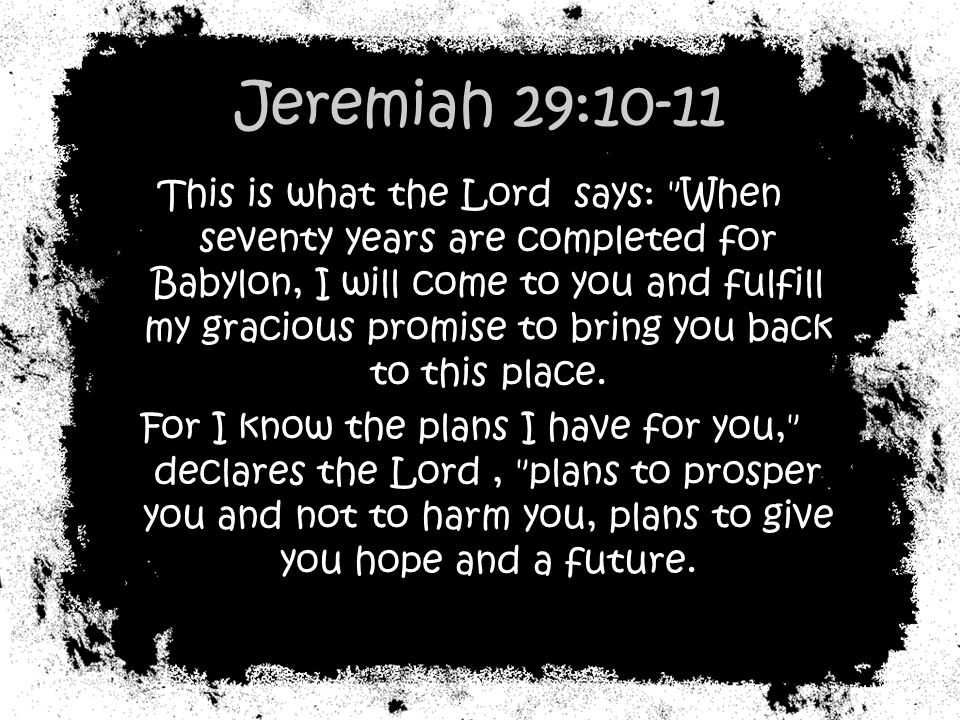 Jeremiah 29:10-11
This is what the Lord  says: "When
seventy years are completed for
Babylon, I will come to you and fulfill
my gracious promise to bring you back
to this place.
For I know the plans I have for you,"
declares the Lord , "plans to prosper
you and not to harm you, plans to give
you hope and a future.